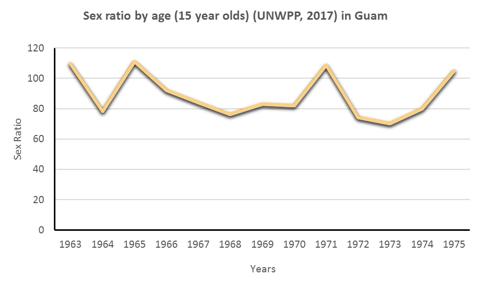 Sex ratio by age (15 year olds) (UNWPP, 2017) in Guam
120
100
80
60
40
20
0
Sex Ratio
1963 1964 1965 1966 1967 1968 1969 1970 1971 1972 1973 1974 1975
Years